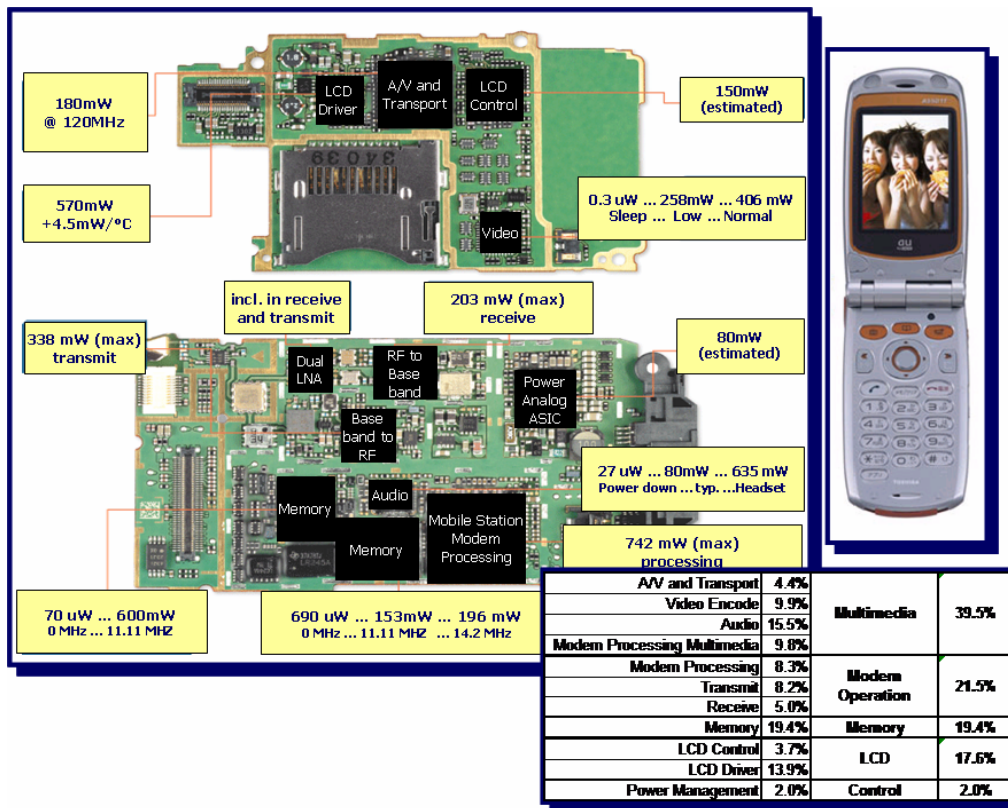 180mW
@ 120MHz
570mW
+4.5mW/°C
LCD
Driver
A/V and
Transport
LCD
Control
150mW
(estimated)
0.3 uW ... 258mW ... 406 mW
Sleep ... Low ... Normal
Video
34039
incl. in receive
and transmit
203 mW (max)
receive
338 mW (max)
transmit
80mW
(estimated)
Dual
LNA
RF to
Base
band
Power
Analog
ASIC
Base
band to
RF
27 uW ... 80mW ... 635 mW
Power down ... typ. ... Headset
Memory
Audio
Memory
Mobile Station
Modem
Processing
742 mW (max)
processing
70 uW ... 600mW
0 MHz ... 11.11 MHZ
690 uW ... 153mW ... 196 mW
0 MHz ... 11.11 MHZ ... 14.2 MHz
au
TOSHIBA
A/V and Transport 4.4%
Video Encode 9.9%
Audio 15.5%
Modem Processing Multimedia 9.8%
Multimedia 39.5%
Modem Processing 8.3%
Transmit 8.2%
Receive 5.0%
Modem
Operation 21.5%
Memory 19.4% Memory 19.4%
LCD Control 3.7%
LCD Driver 13.9%
LCD 17.6%
Power Management 2.0% Control 2.0%